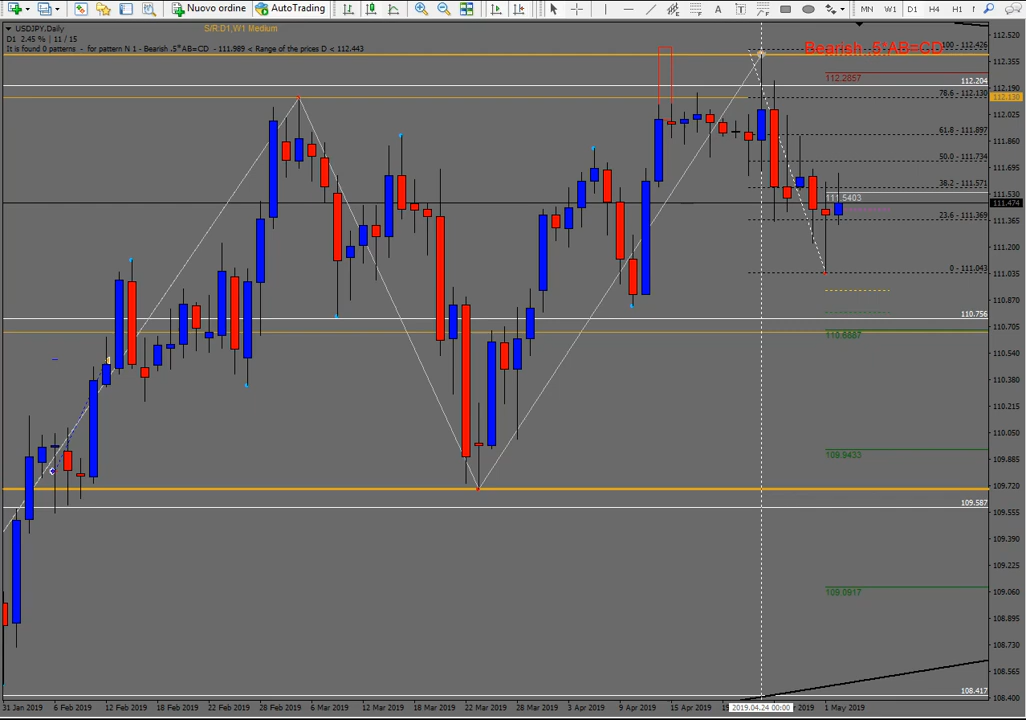 Nuovo ordine AutoTrading A T MN W1 D1 H4 H1
USDJPY.Daily S/R:D1,W1 Medium
D1 2.45 % | 11 / 15
It is found 0 patterns - for pattern N 1 - Bearish .5*AB=CD - 111.989 < Range of the prices D < 112.443
Bearish .5*AB=CD
100 - 112.426
112.2857
112.204
78.6 - 112.130
61.8 - 111.897
50.0 - 111.734
38.2 - 111.571
111.5403
23.6 - 111.369
0 - 111.043
110.756
110.6687
109.9433
109.587
109.0917
108.417
112.520
112.355
112.190
112.130
112.025
111.860
111.695
111.530
111.474
111.365
111.200
111.035
110.870
110.705
110.540
110.380
110.215
110.050
109.885
109.720
109.555
109.390
109.225
109.060
108.895
108.730
108.565
108.400
31 Jan 2019 6 Feb 2019 12 Feb 2019 18 Feb 2019 22 Feb 2019 28 Feb 2019 6 Mar 2019 12 Mar 2019 18 Mar 2019 22 Mar 2019 28 Mar 2019 3 Apr 2019 9 Apr 2019 15 Apr 2019 2019.04.24 00:00 1 May 2019